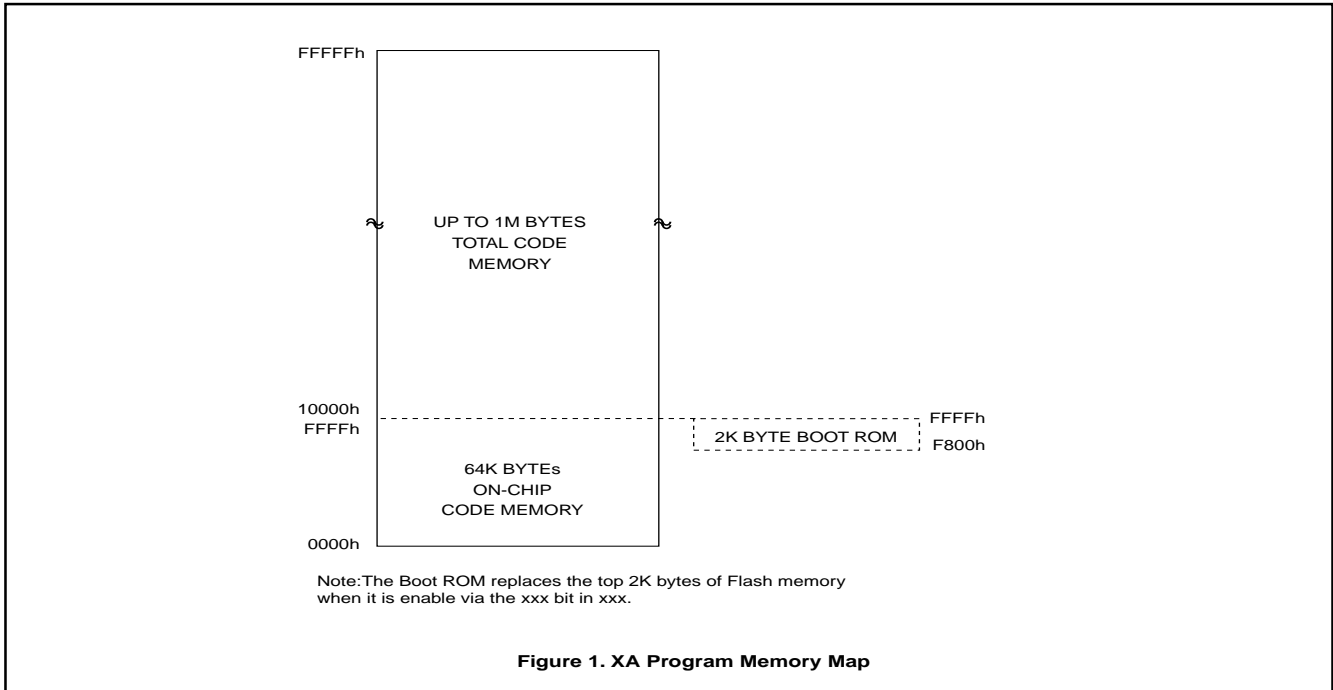 FFFFFh
UP TO 1M BYTES
TOTAL CODE
MEMORY
10000h
FFFFh
FFFFh
2K BYTE BOOT ROM
F800h
64K BYTEs
ON-CHIP
CODE MEMORY
0000h
Note:The Boot ROM replaces the top 2K bytes of Flash memory
when it is enable via the xxx bit in xxx.
Figure 1. XA Program Memory Map